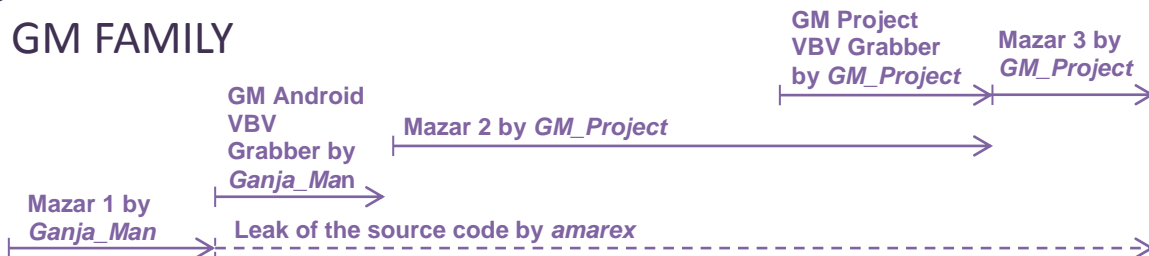 GM FAMILY
GM Project
VBV Grabber
by GM_Project
Mazar 3 by
GM_Project
GM Android
VBV
Grabber by
Ganja_Man
Mazar 2 by GM_Project
Mazar 1 by
Ganja_Man
Leak of the source code by amarex